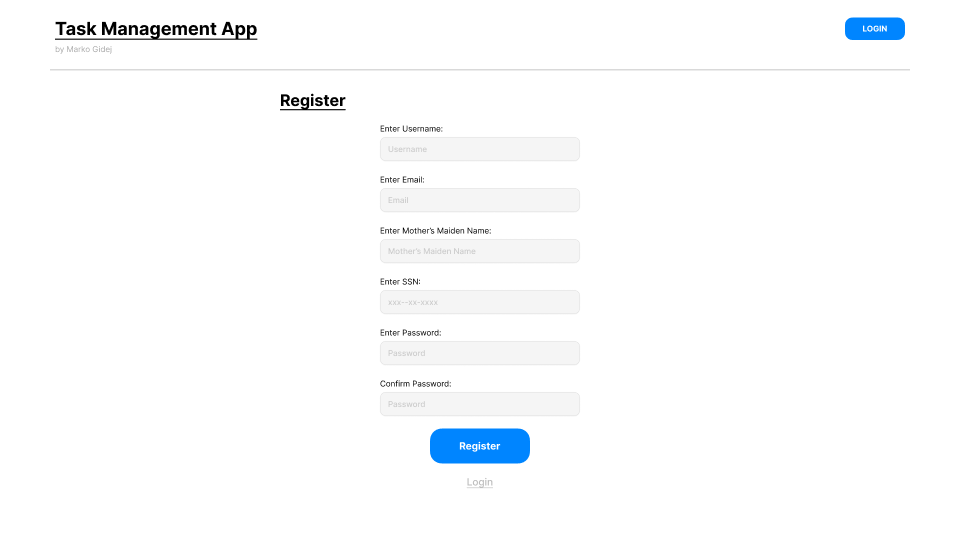 Task Management App
LOGIN
by Marko Gidej
Register
Enter Username:
Username
Enter Email:
Email
Enter Mother's Maiden Name:
Mother's Maiden Name
Enter SSN:
xxx--xx-xxxx
Enter Password:
Password
Confirm Password:
Password
Register
Login